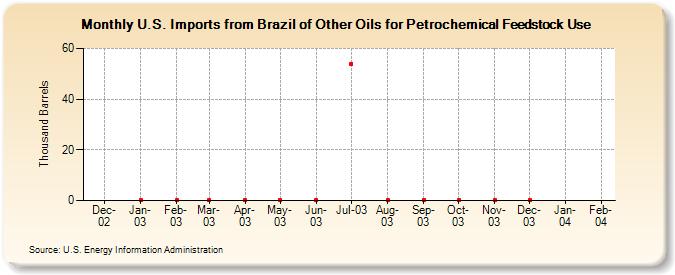 Monthly U.S. Imports from Brazil of Other Oils for Petrochemical Feedstock Use
Thousand Barrels
60
40
20
0
Dec-02 Jan-03 Feb-03 Mar-03 Apr-03 May-03 Jun-03 Jul-03 Aug-03 Sep-03 Oct-03 Nov-03 Dec-03 Jan-04 Feb-04
Source: U.S. Energy Information Administration